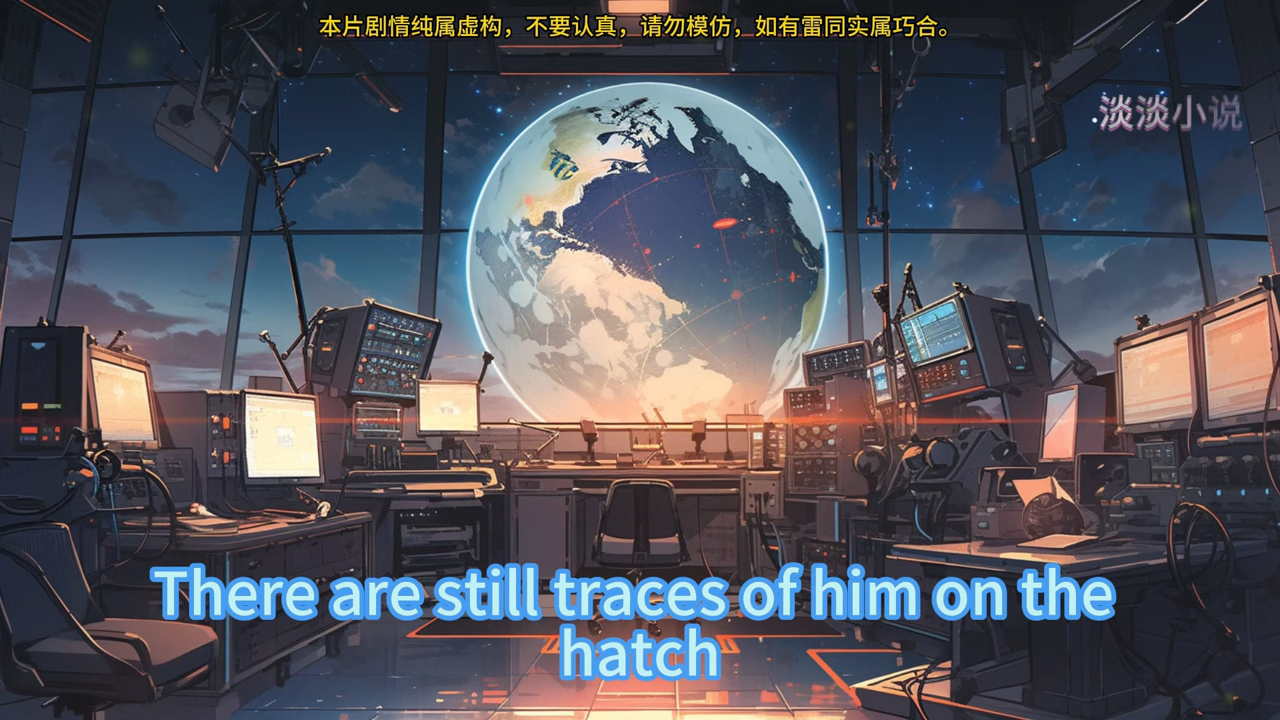 本片剧情纯属虚构，不要认真，请勿模仿，如有雷同实属巧合。
.淡淡小说
There are still traces of him on the
hatch